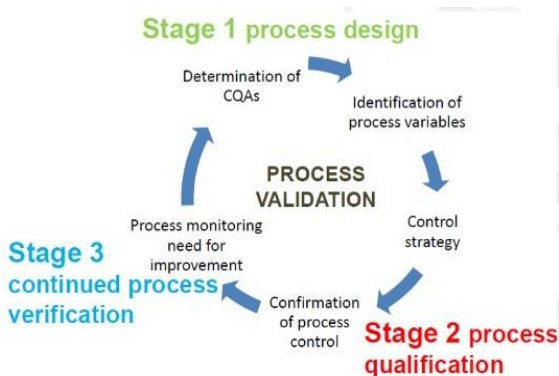 Stage 1 process design
Determination of
CQAs
Identification of
process variables
PROCESS
VALIDATION
Control
strategy
Process monitoring
need for
improvement
Stage 3
continued process
verification
Confirmation
of process
control
Stage 2 process
qualification